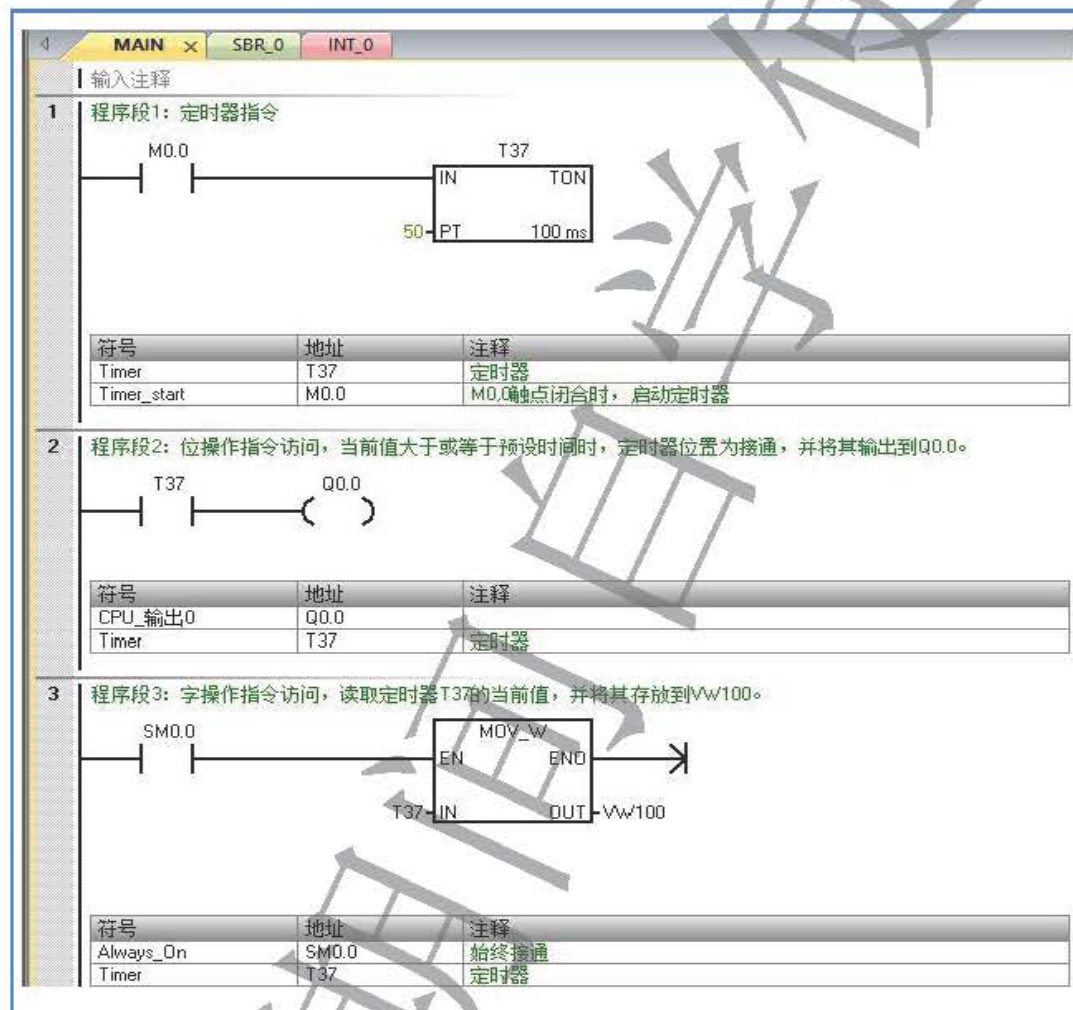 MAIN × SBR_0 INT_0
输入注释
1 程序段1：定时器指令
M0.0 T37
IN TON
50 PT 100 ms
符号 地址 注释
Timer T37 定时器
Timer_start M0.0 M0.0触点闭合时，启动定时器
2 程序段2：位操作指令访问，当前值大于或等于预设时间时，定时器位置为接通，并将其输出到Q0.0。
T37 Q0.0
符号 地址 注释
CPU_输出0 Q0.0
Timer T37 定时器
3 程序段3：字操作指令访问，读取定时器T37的当前值，并将其存放到VW100。
SM0.0 MOV_W
EN ENO
T37 IN OUT VW100
符号 地址 注释
Always_On SM0.0 始终接通
Timer T37 定时器